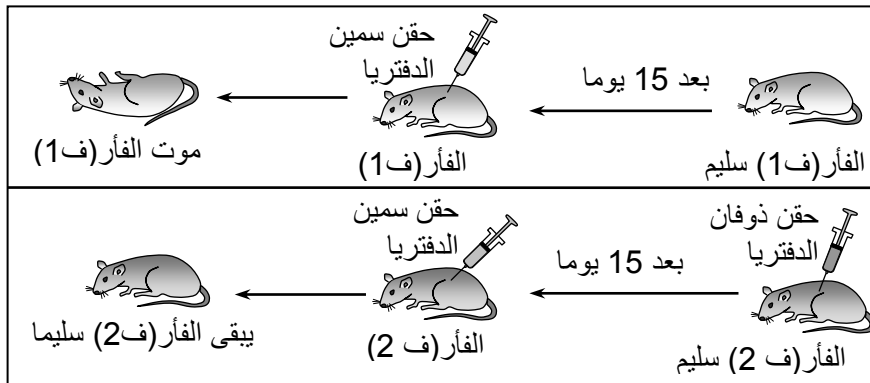 الفأر(ف1) سليم
بعد 15 يوما
حقن سمين
الدفتريا
الفأر(ف1)
موت الفأر(ف1)
حقن ذوفان
الدفتريا
الفأر(ف 2) سليم
بعد 15 يوما
حقن سمين
الدفتريا
الفأر(ف 2)
يبقى الفأر(ف2) سليما